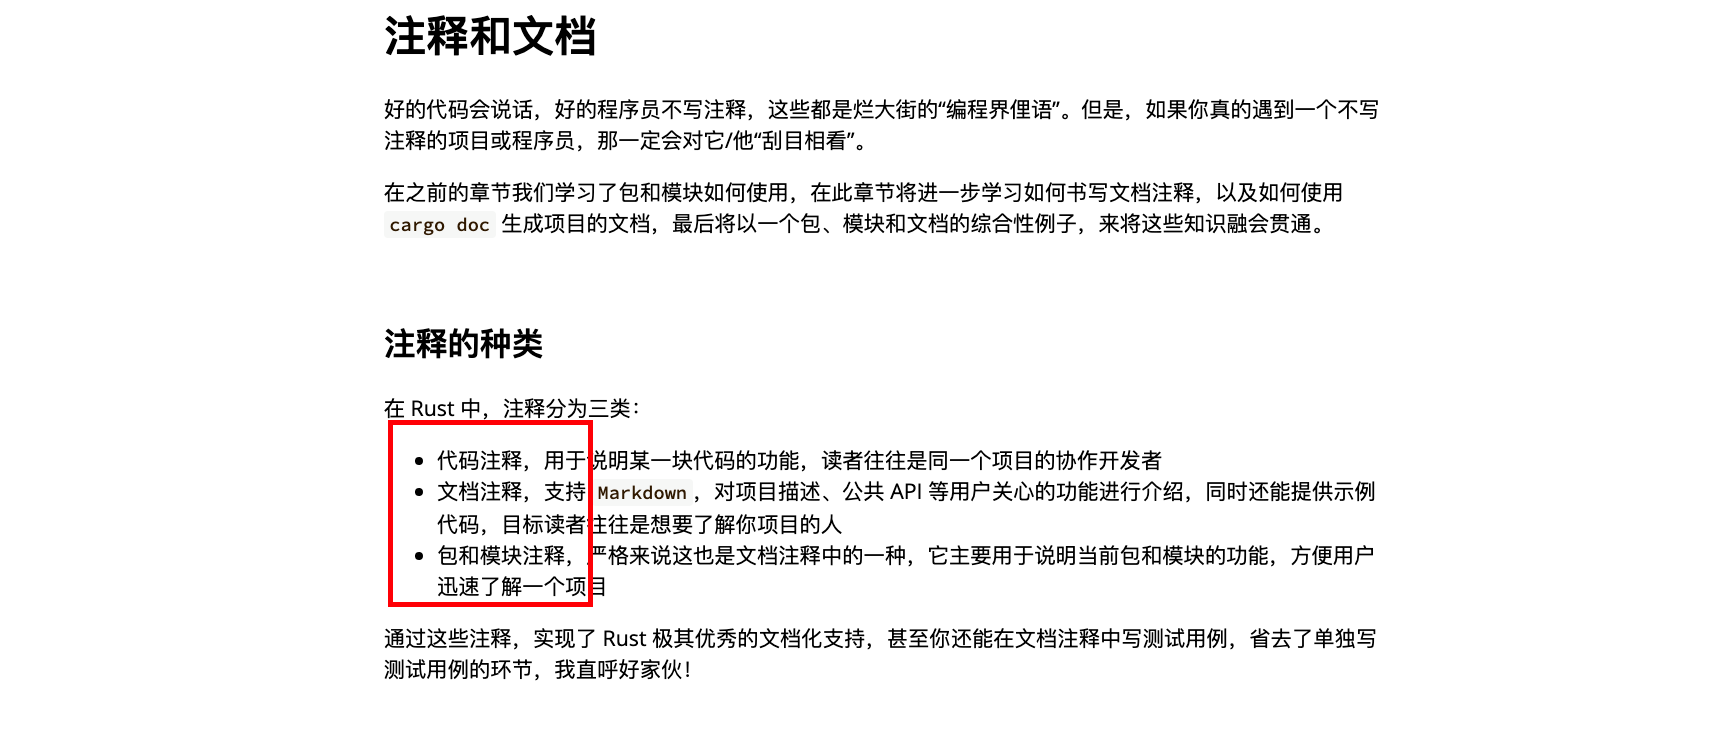 注释和文档
好的代码会说话，好的程序员不写注释，这些都是烂大街的“编程界俚语”。但是，如果你真的遇到一个不写
注释的项目或程序员，那一定会对它/他“刮目相看”。
在之前的章节我们学习了包和模块如何使用，在此章节将进一步学习如何书写文档注释，以及如何使用
cargo doc 生成项目的文档，最后将以一个包、模块和文档的综合性例子，来将这些知识融会贯通。
注释的种类
在 Rust 中，注释分为三类：
• 代码注释，用于说明某一块代码的功能，读者往往是同一个项目的协作开发者
• 文档注释，支持 Markdown，对项目描述、公共 API 等用户关心的功能进行介绍，同时还能提供示例
代码，目标读者往往是想要了解你项目的人
• 包和模块注释，严格来说这也是文档注释中的一种，它主要用于说明当前包和模块的功能，方便用户
迅速了解一个项目
通过这些注释，实现了 Rust 极其优秀的文档化支持，甚至你还能在文档注释中写测试用例，省去了单独写
测试用例的环节，我直呼好家伙！